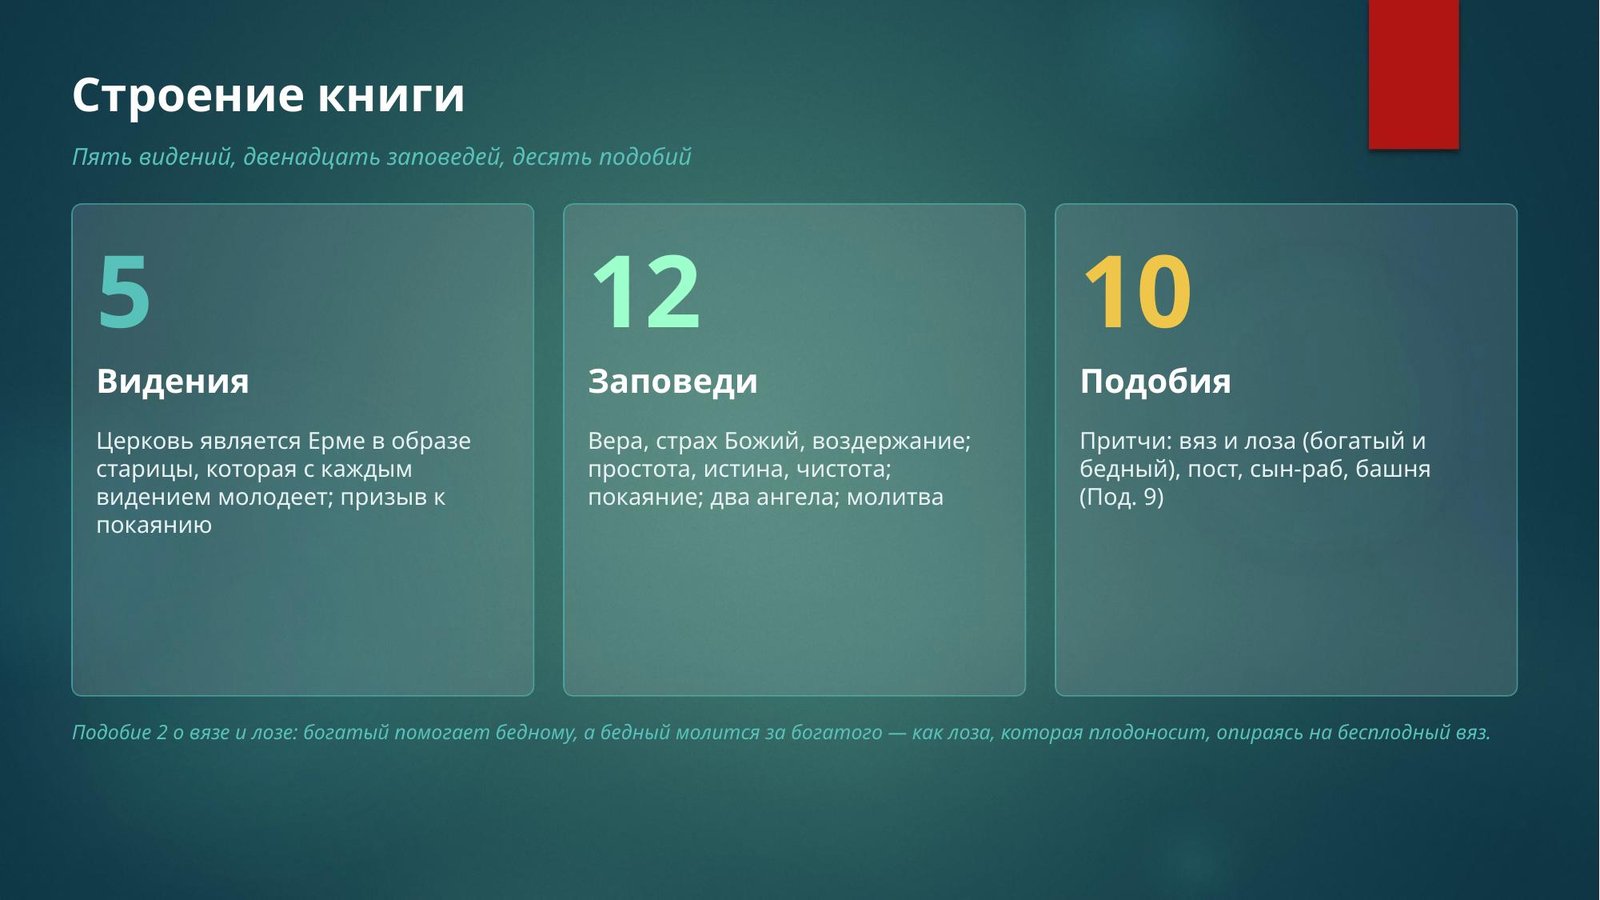 Строение книги
Пять видений, двенадцать заповедей, десять подобий
5
Видения
Церковь является Ерме в образе
старицы, которая с каждым
видением молодеет; призыв к
покаянию
12
Заповеди
Вера, страх Божий, воздержание;
простота, истина, чистота;
покаяние; два ангела; молитва
10
Подобия
Притчи: вяз и лоза (богатый и
бедный), пост, сын-раб, башня
(Под. 9)
Подобие 2 о вязе и лозе: богатый помогает бедному, а бедный молится за богатого — как лоза, которая плодоносит, опираясь на бесплодный вяз.